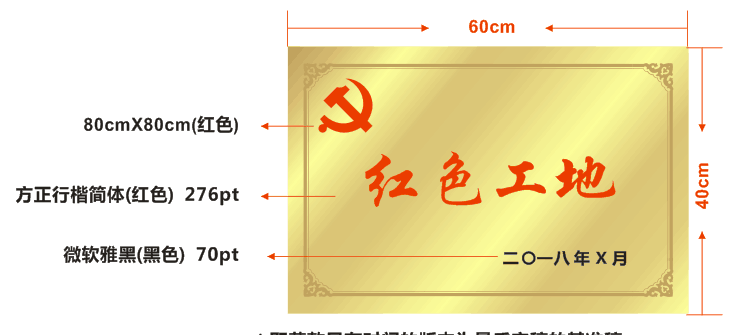 60cm
80cmX80cm(红色)
红色工地
40cm
方正行楷简体(红色) 276pt
微软雅黑(黑色) 70pt
二〇一八年X月